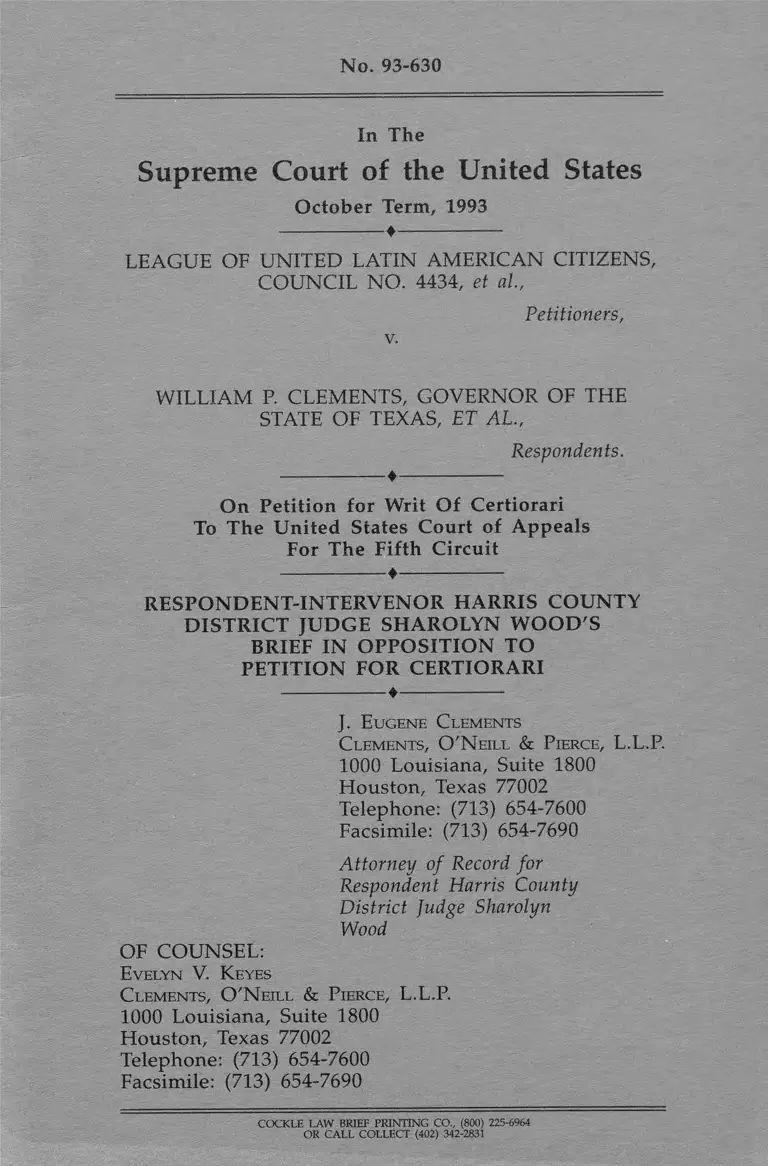 No. 93-630
In The
Supreme Court of the United States
October Term, 1993
LEAGUE OF UNITED LATIN AMERICAN CITIZENS,
COUNCIL NO. 4434, et al.,
Petitioners,
v.
WILLIAM P. CLEMENTS, GOVERNOR OF THE
STATE OF TEXAS, ET AL.,
Respondents.
On Petition for Writ Of Certiorari
To The United States Court of Appeals
For The Fifth Circuit
RESPONDENT-INTERVENOR HARRIS COUNTY
DISTRICT JUDGE SHAROLYN WOOD'S
BRIEF IN OPPOSITION TO
PETITION FOR CERTIORARI
J. EUGENE CLEMENTS
CLEMENTS, O'NEILL & PIERCE, L.L.P.
1000 Louisiana, Suite 1800
Houston, Texas 77002
Telephone: (713) 654-7600
Facsimile: (713) 654-7690
Attorney of Record for
Respondent Harris County
District Judge Sharolyn
Wood
OF COUNSEL:
EVELYN V. KEYES
CLEMENTS, O'NEILL & PIERCE, L.L.P.
1000 Louisiana, Suite 1800
Houston, Texas 77002
Telephone: (713) 654-7600
Facsimile: (713) 654-7690
COCKLE LAW BRIEF PRINTING CO., (800) 225-6964
OR CALL COLLECT (402) 342-2831